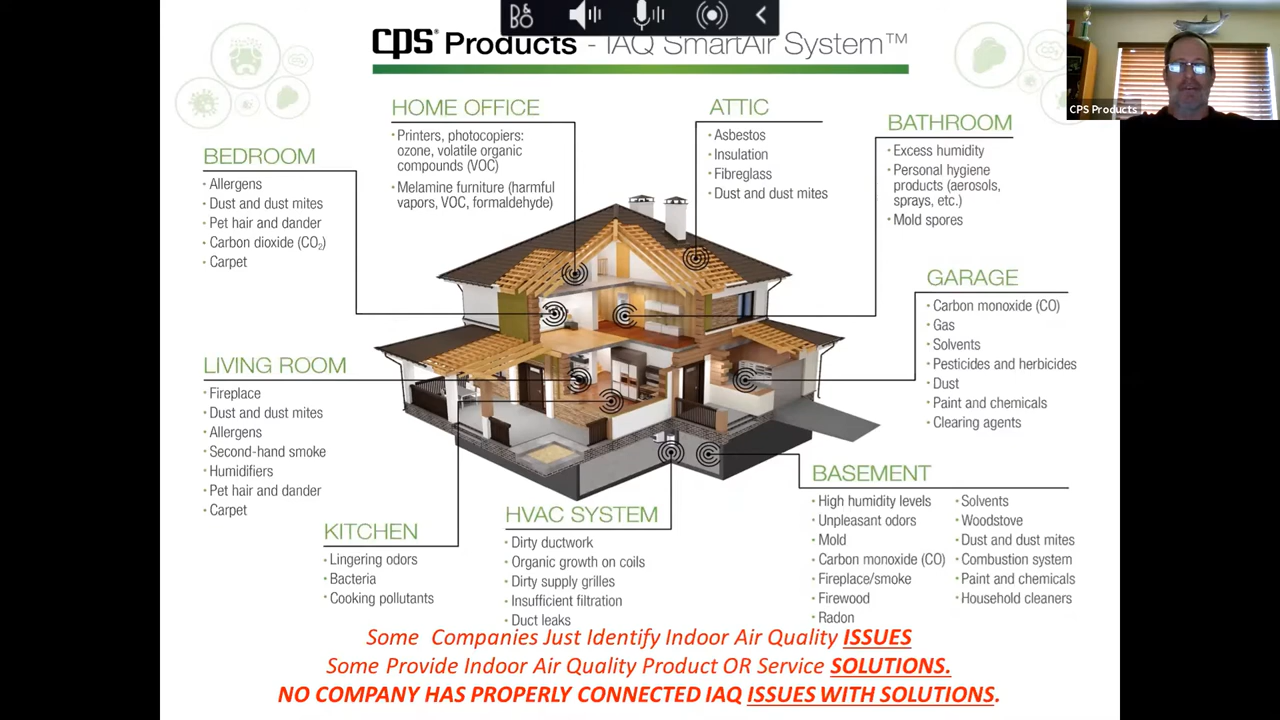 B&O
cps® Products - IAQ SmartAir System™
CPS Products
HOME OFFICE
• Printers, photocopiers:
ozone, volatile organic
compounds (VOC)
• Melamine furniture (harmful
vapors, VOC, formaldehyde)
ATTIC
• Asbestos
• Insulation
• Fibreglass
• Dust and dust mites
BATHROOM
• Excess humidity
• Personal hygiene
products (aerosols,
sprays, etc.)
• Mold spores
BEDROOM
• Allergens
• Dust and dust mites
• Pet hair and dander
• Carbon dioxide (CO₂)
• Carpet
GARAGE
• Carbon monoxide (CO)
• Gas
• Solvents
• Pesticides and herbicides
• Dust
• Paint and chemicals
• Clearing agents
LIVING ROOM
• Fireplace
• Dust and dust mites
• Allergens
• Second-hand smoke
• Humidifiers
• Pet hair and dander
• Carpet
KITCHEN
• Lingering odors
• Bacteria
• Cooking pollutants
HVAC SYSTEM
• Dirty ductwork
• Organic growth on coils
• Dirty supply grilles
• Insufficient filtration
• Duct leaks
BASEMENT
• High humidity levels
• Unpleasant odors
• Mold
• Carbon monoxide (CO)
• Fireplace/smoke
• Firewood
• Radon
• Solvents
• Woodstove
• Dust and dust mites
• Combustion system
• Paint and chemicals
• Household cleaners
Some Companies Just Identify Indoor Air Quality ISSUES
Some Provide Indoor Air Quality Product OR Service SOLUTIONS.
NO COMPANY HAS PROPERLY CONNECTED IAQ ISSUES WITH SOLUTIONS.